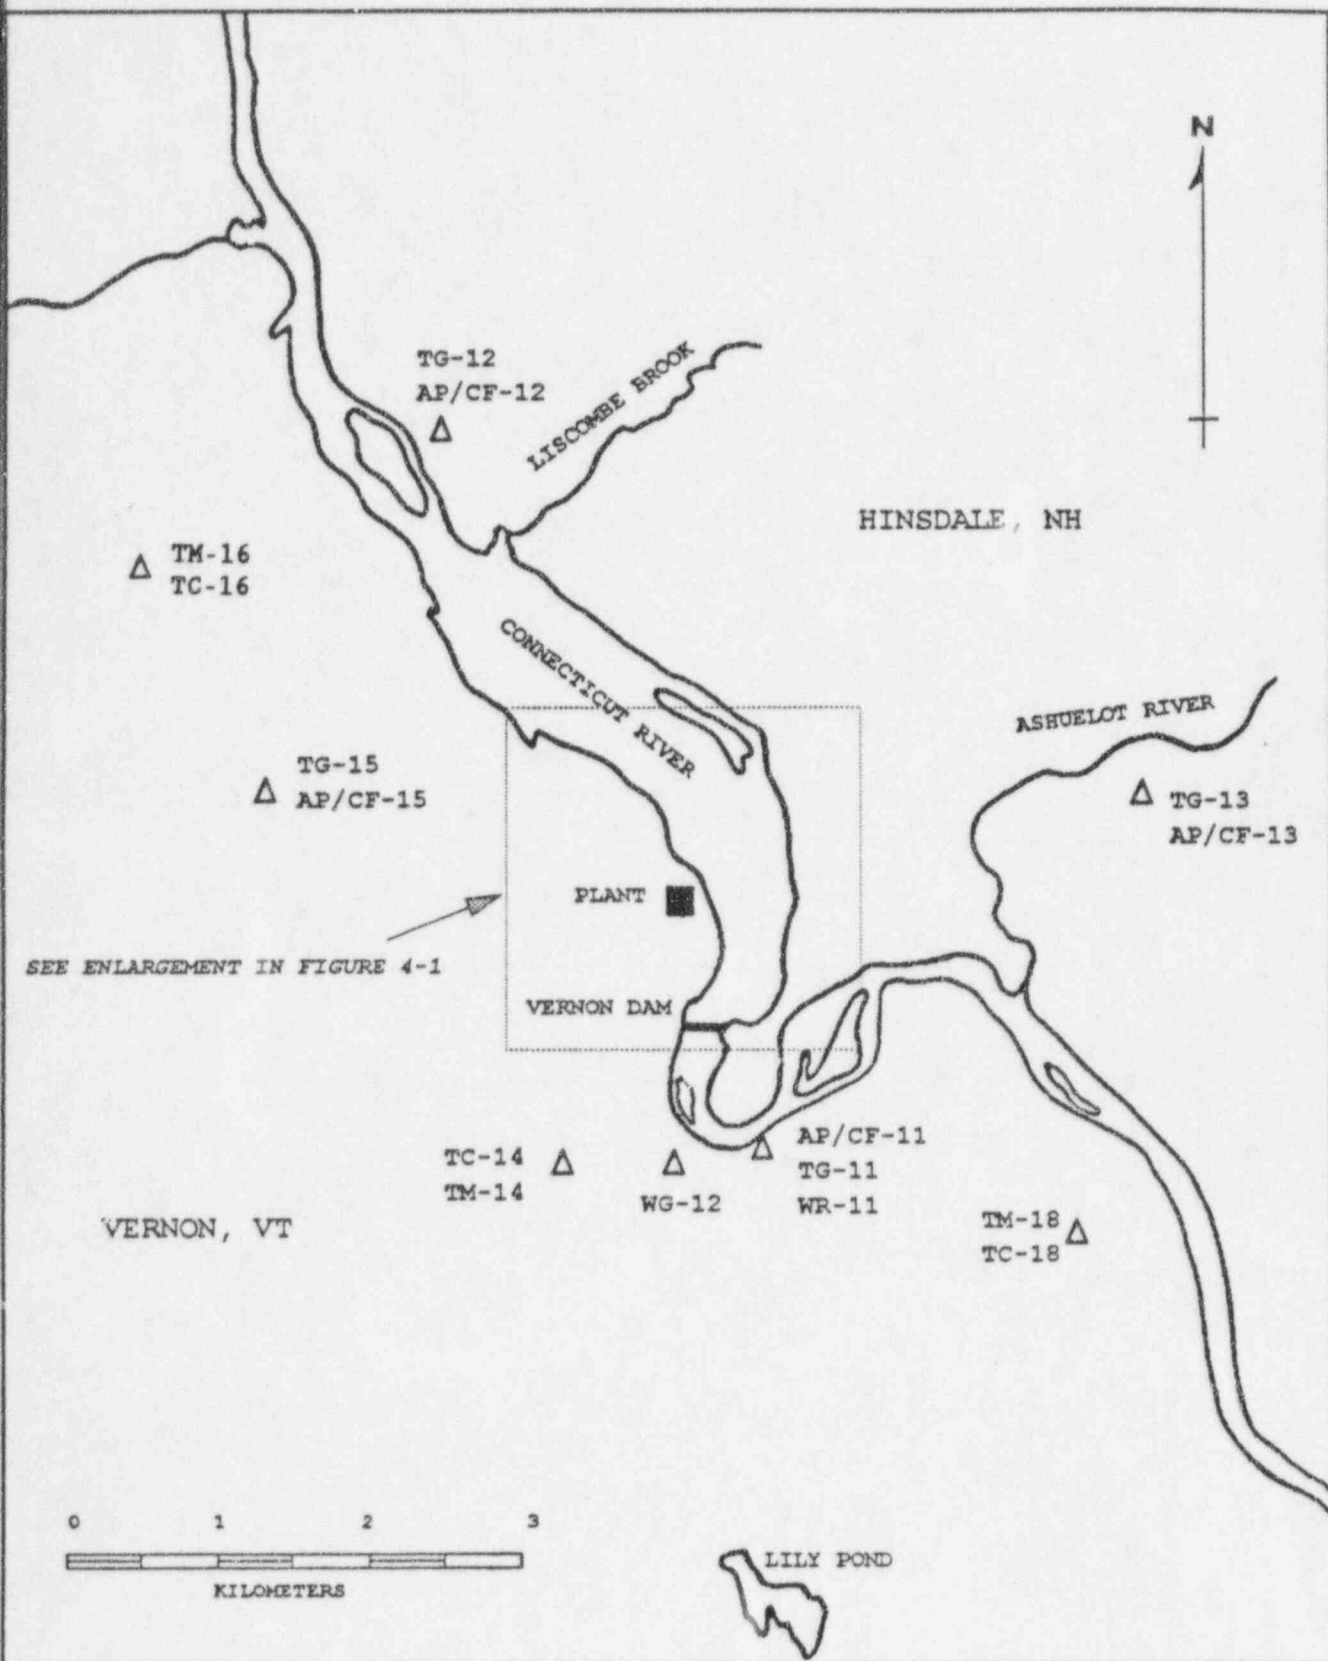 N
TG-12
AP/CF-12
LISCOMBE BROOK
HINSDALE, NH
TM-16
TC-16
CONNECTICUT RIVER
ASHUELOT RIVER
TG-15
AP/CF-15
TG-13
AP/CF-13
PLANT
SEE ENLARGEMENT IN FIGURE 4-1
VERNON DAM
AP/CF-11
TG-11
WR-11
TC-14
TM-14
WG-12
VERNON, VT
TM-18
TC-18
0 1 2 3
KILOMETERS
LILY POND